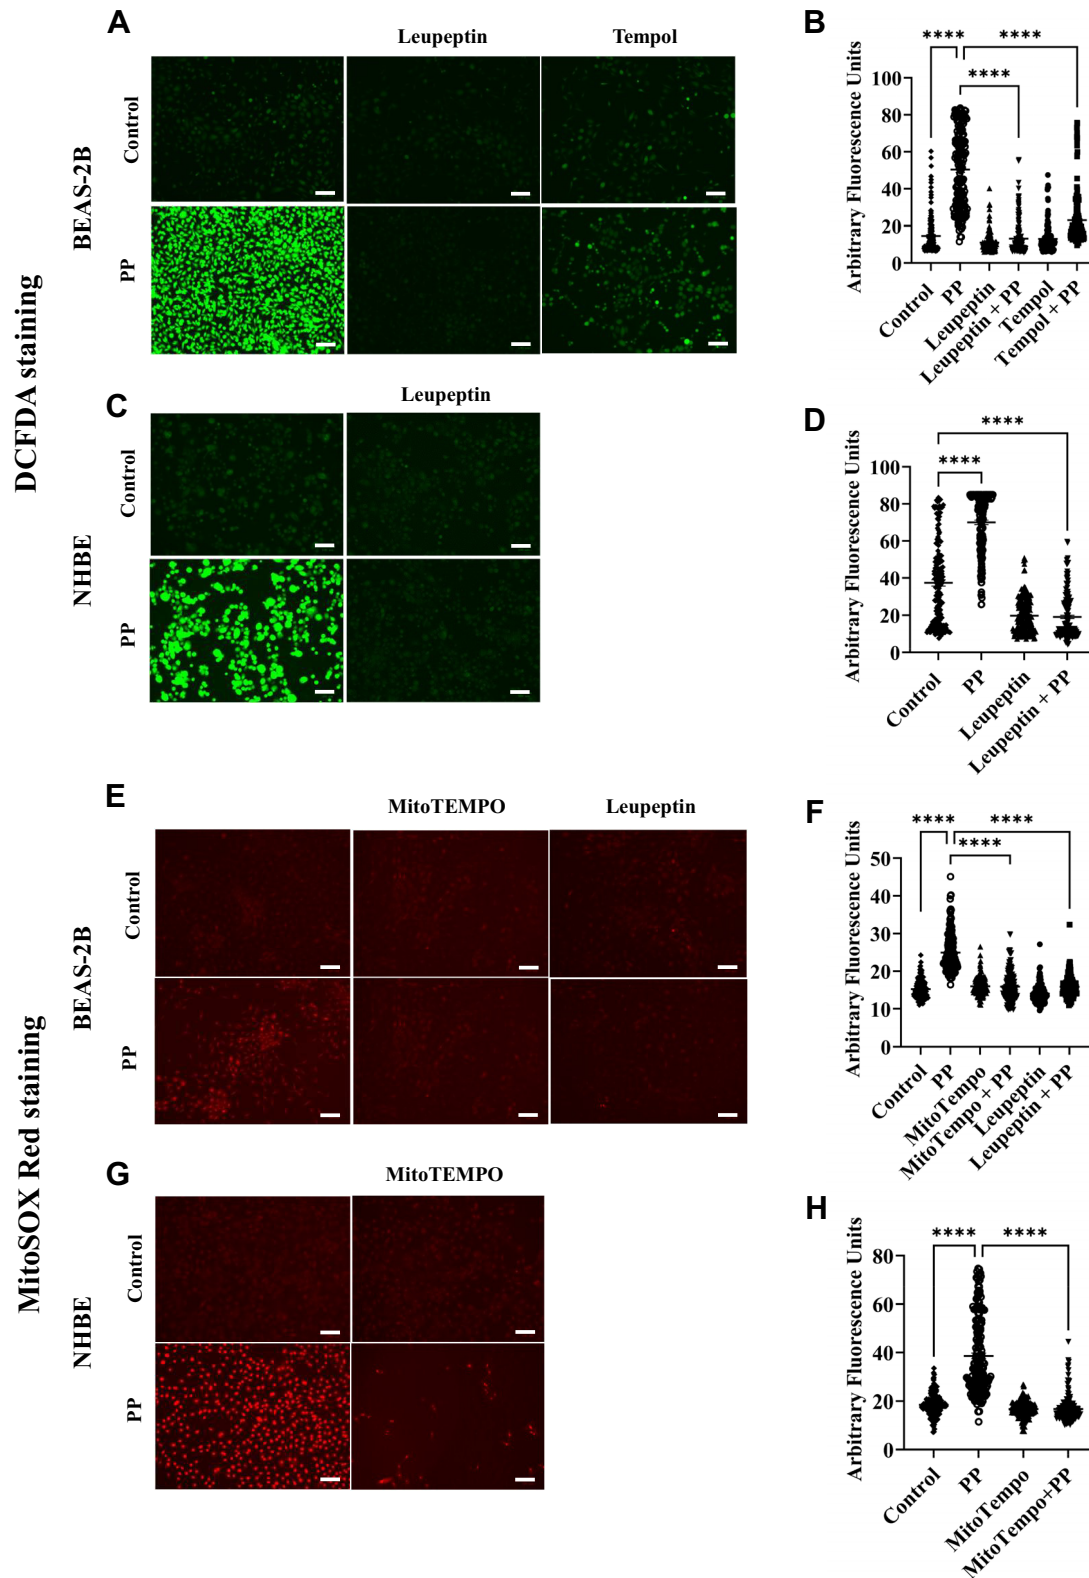 A
Leupeptin
Tempol
DCFDA staining
BEAS-2B
Control
PP
B
****
****
****
Arbitrary Fluorescence Units
100
80
60
40
20
0
Control
PP
Leupeptin
Leupeptin + PP
Tempol
Tempol + PP
C
Leupeptin
NHBE
Control
PP
D
****
****
Arbitrary Fluorescence Units
100
80
60
40
20
0
Control
PP
Leupeptin
Leupeptin + PP
E
MitoTEMPO
Leupeptin
MitoSOX Red staining
BEAS-2B
Control
PP
F
****
****
****
Arbitrary Fluorescence Units
50
40
30
20
10
0
Control
PP
MitoTempo
MitoTempo + PP
Leupeptin
Leupeptin + PP
G
MitoTEMPO
NHBE
Control
PP
H
****
****
Arbitrary Fluorescence Units
80
60
40
20
0
Control
PP
MitoTempo
MitoTempo+PP